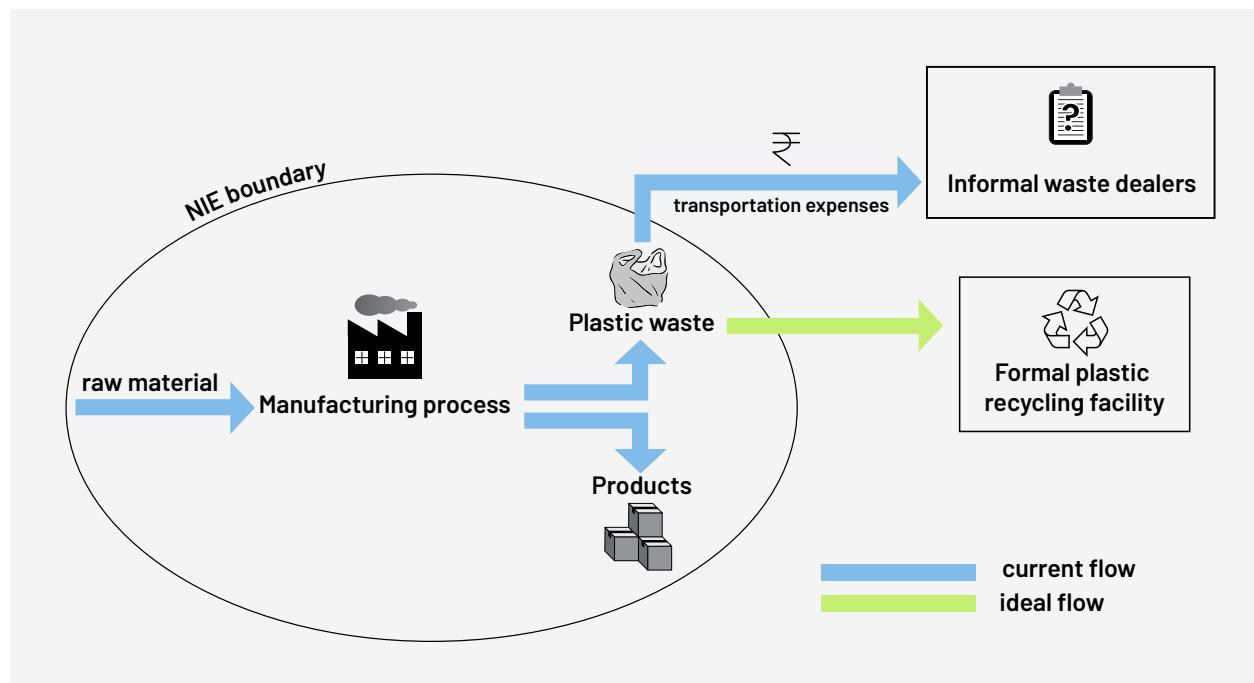 NIE boundary
₹
transportation expenses
?
Informal waste dealers
Plastic waste
Formal plastic
recycling facility
raw material
Manufacturing process
Products
current flow
ideal flow